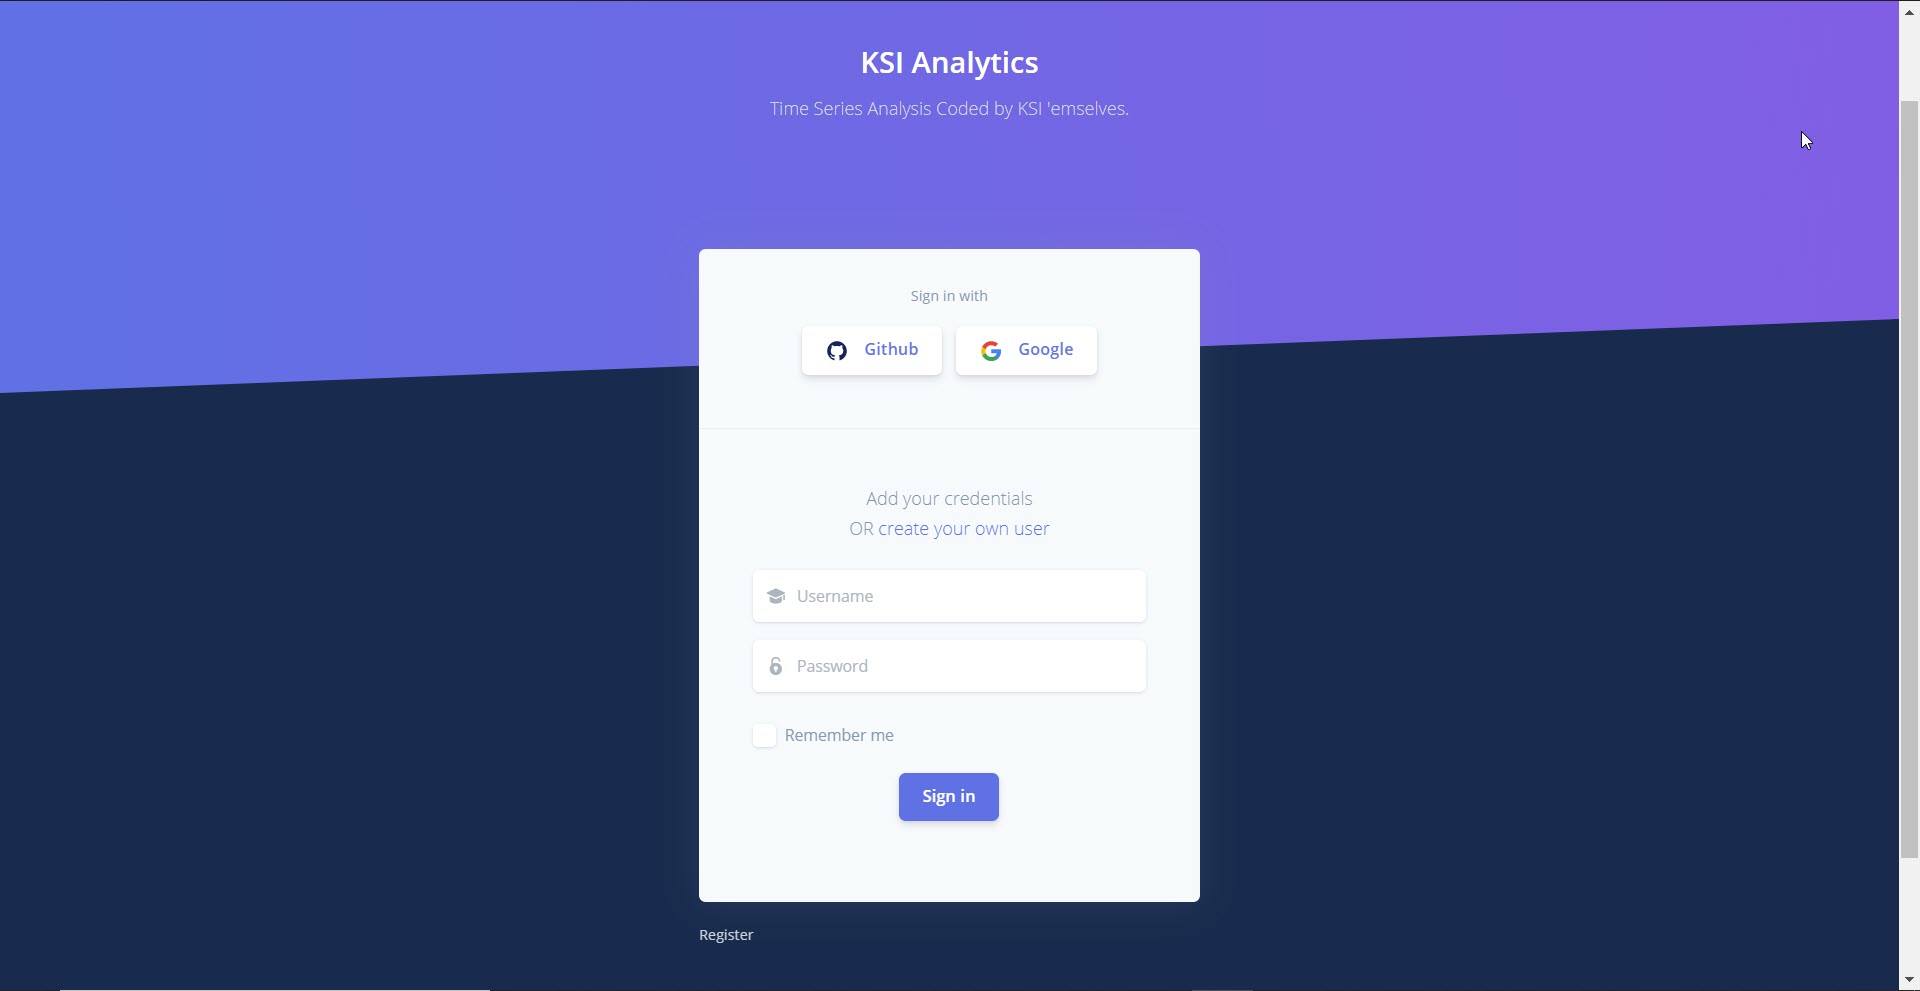 KSI Analytics
Time Series Analysis Coded by KSI 'emselves.
Sign in with
Github
Google
Add your credentials
OR create your own user
Username
Password
Remember me
Sign in
Register